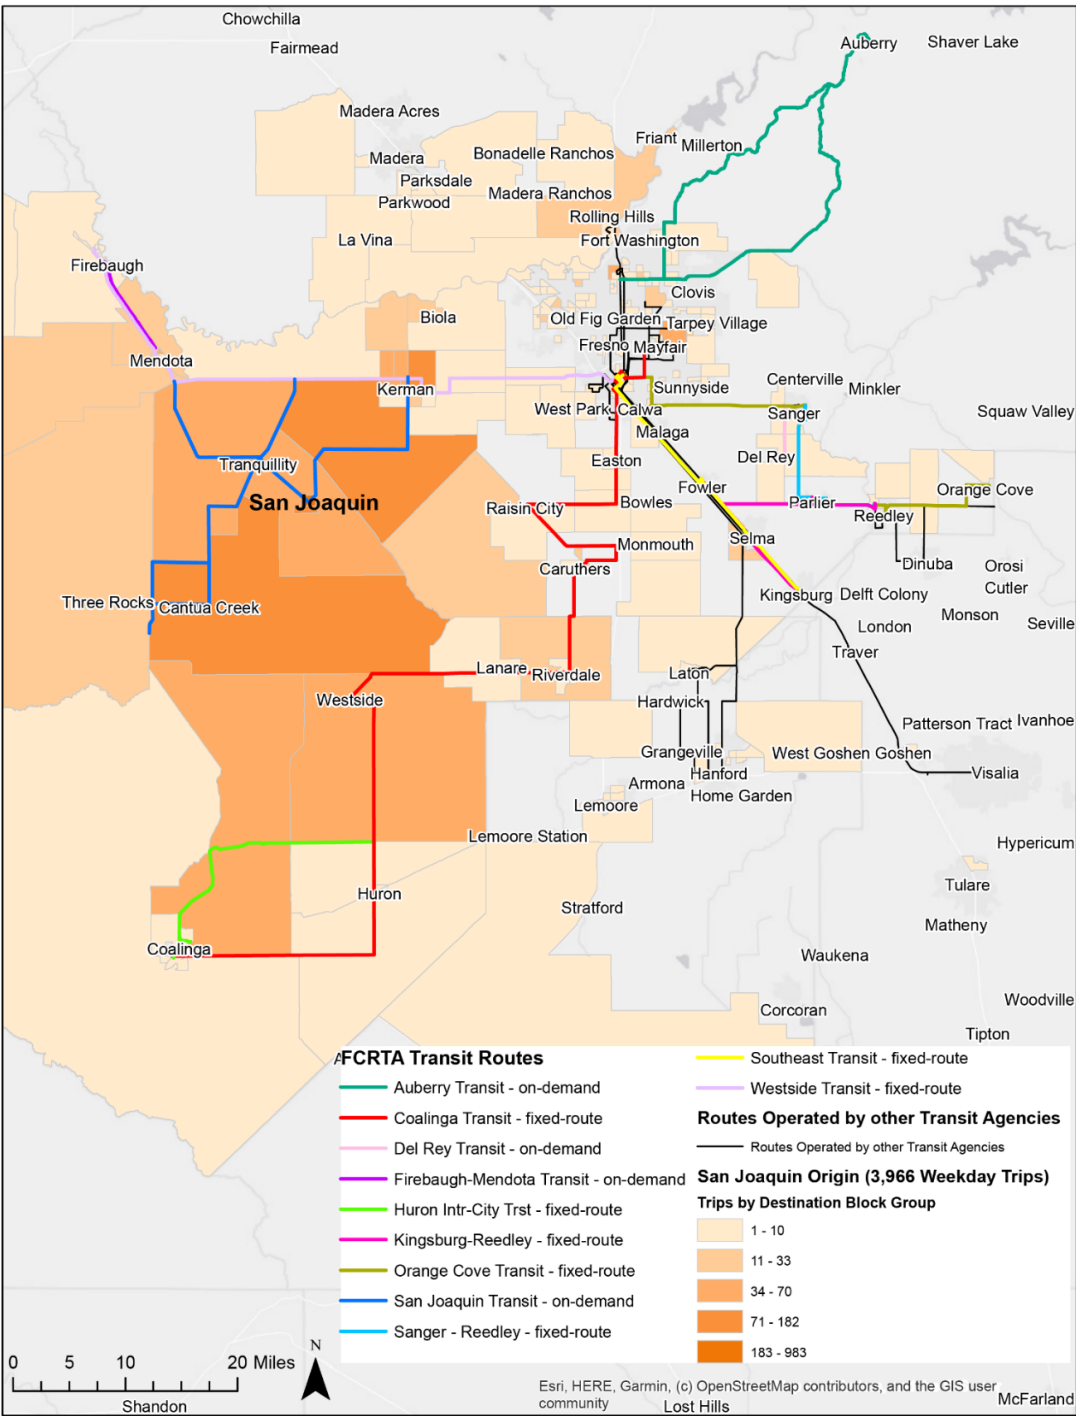 Chowchilla
Fairmead
Auberry
Shaver Lake
Madera Acres
Friant
Millerton
Madera
Bonadelle Ranchos
Parksdale
Madera Ranchos
Parkwood
Rolling Hills
La Vina
Fort Washington
Firebaugh
Clovis
Biola
Old Fig Garden
Tarpey Village
Mendota
Fresno
Mayfair
Kerman
Sunnyside
Centerville
Minkler
West Park
Calwa
Sanger
Squaw Valley
Malaga
Tranquillity
Easton
Del Rey
San Joaquin
Fowler
Orange Cove
Raisin City
Bowles
Parlier
Reedley
Monmouth
Selma
Caruthers
Dinuba
Orosi
Cutler
Three Rocks
Cantua Creek
Kingsburg
Delft Colony
Monson
London
Seville
Traver
Lanare
Riverdale
Laton
Westside
Hardwick
Patterson Tract
Ivanhoe
Grangeville
West Goshen
Goshen
Hanford
Visalia
Armona
Home Garden
Lemoore
Lemoore Station
Hypericum
Huron
Tulare
Stratford
Matheny
Coalinga
Waukena
Woodville
Corcoran
Tipton
A
FCRTA Transit Routes
Auberry Transit - on-demand
Coalinga Transit - fixed-route
Del Rey Transit - on-demand
Firebaugh-Mendota Transit - on-demand
Huron Intr-City Trst - fixed-route
Kingsburg-Reedley - fixed-route
Orange Cove Transit - fixed-route
San Joaquin Transit - on-demand
Sanger - Reedley - fixed-route
Southeast Transit - fixed-route
Westside Transit - fixed-route
Routes Operated by other Transit Agencies
Routes Operated by other Transit Agencies
San Joaquin Origin (3,966 Weekday Trips)
Trips by Destination Block Group
1 - 10
11 - 33
34 - 70
71 - 182
183 - 983
N
0 5 10 20 Miles
Esri, HERE, Garmin, (c) OpenStreetMap contributors, and the GIS user
community
Shandon
Lost Hills
McFarland